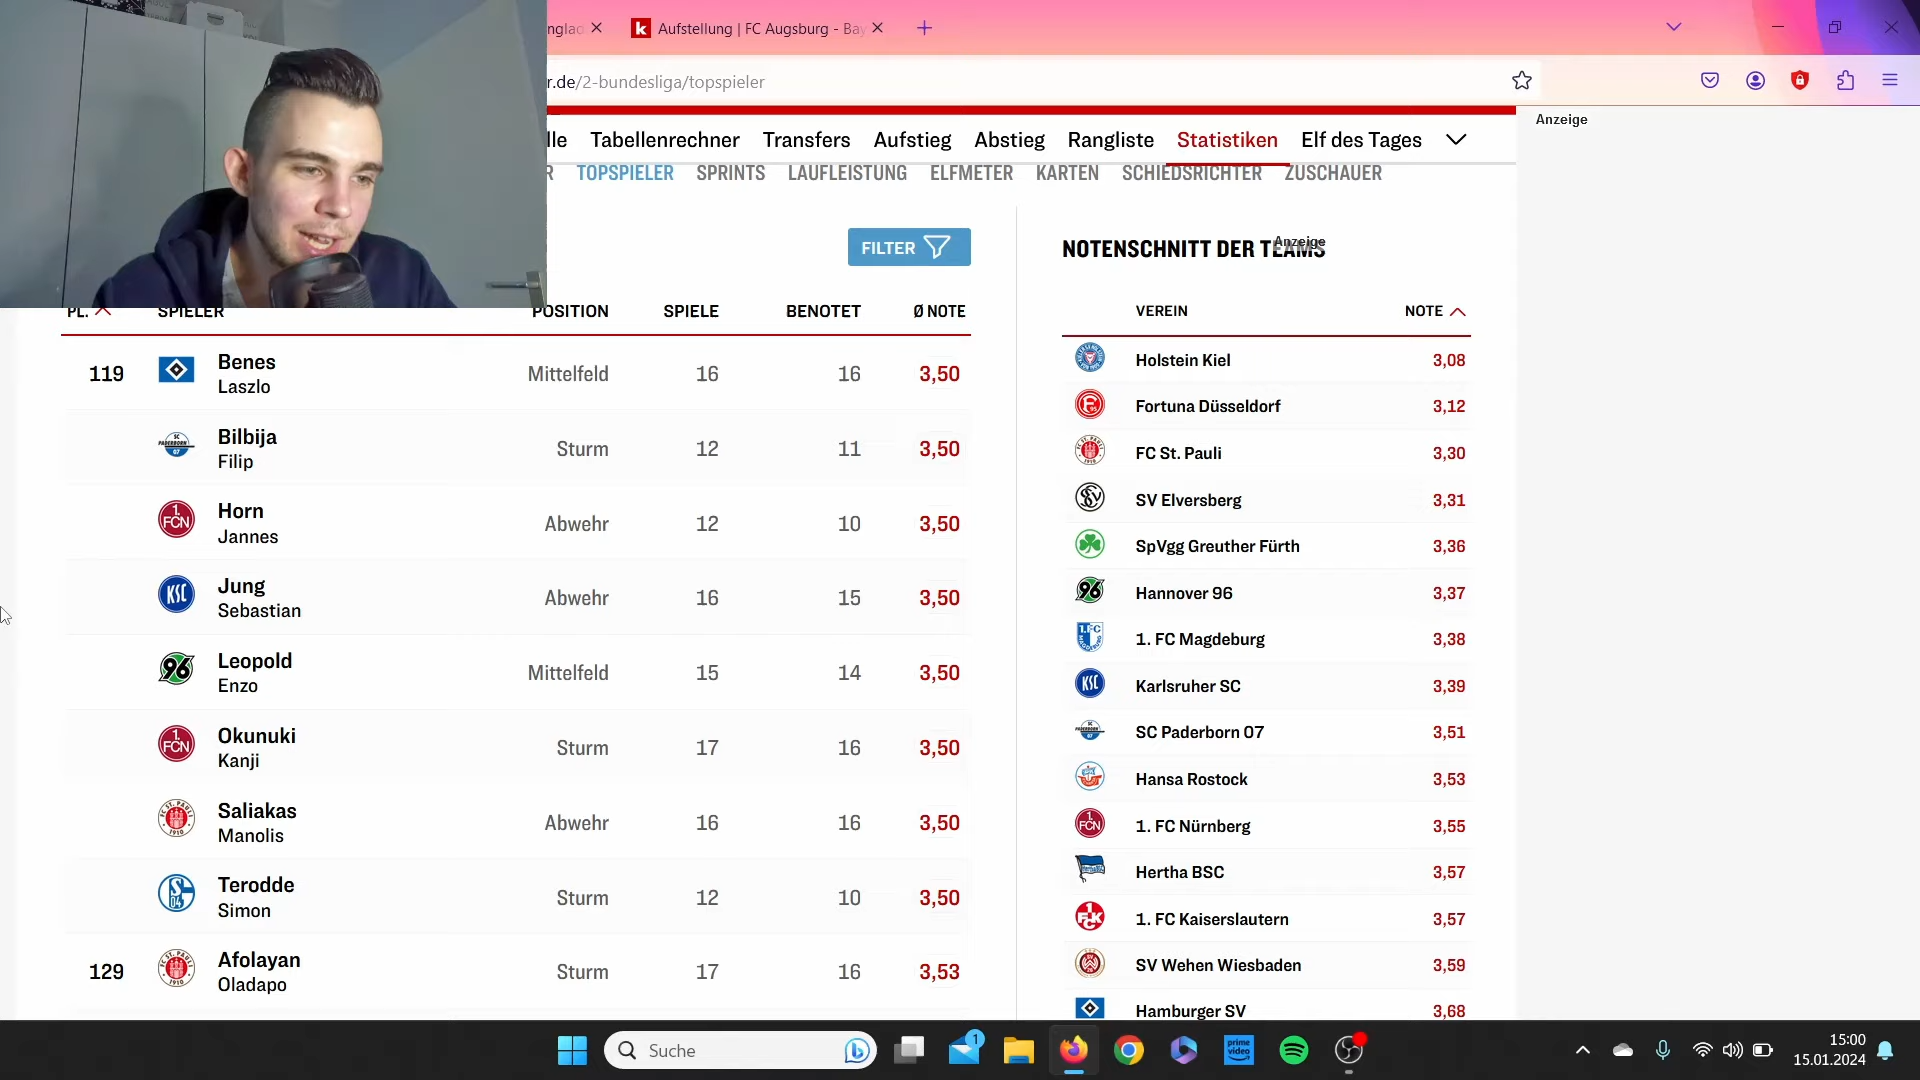 nglad
k Aufstellung | FC Augsburg - Bay
r.de/2-bundesliga/topspieler
Anzeige
lle Tabellenrechner Transfers Aufstieg Abstieg Rangliste Statistiken Elf des Tages
R TOPSPIELER SPRINTS LAUFLEISTUNG ELFMETER KARTEN SCHIEDSRICHTER ZUSCHAUER
FILTER
PL. SPIELER POSITION SPIELE BENOTET Ø NOTE
119 Benes Laszlo Mittelfeld 16 16 3,50
Bilbija Filip Sturm 12 11 3,50
Horn Jannes Abwehr 12 10 3,50
Jung Sebastian Abwehr 16 15 3,50
Leopold Enzo Mittelfeld 15 14 3,50
Okunuki Kanji Sturm 17 16 3,50
Saliakas Manolis Abwehr 16 16 3,50
Terodde Simon Sturm 12 10 3,50
129 Afolayan Oladapo Sturm 17 16 3,53
NOTENSCHNITT DER TEAMS
Anzeige
VEREIN NOTE
Holstein Kiel 3,08
Fortuna Düsseldorf 3,12
FC St. Pauli 3,30
SV Elversberg 3,31
SpVgg Greuther Fürth 3,36
Hannover 96 3,37
1. FC Magdeburg 3,38
Karlsruher SC 3,39
SC Paderborn 07 3,51
Hansa Rostock 3,53
1. FC Nürnberg 3,55
Hertha BSC 3,57
1. FC Kaiserslautern 3,57
SV Wehen Wiesbaden 3,59
Hamburger SV 3,68
Suche
1
prime video
15:00
15.01.2024